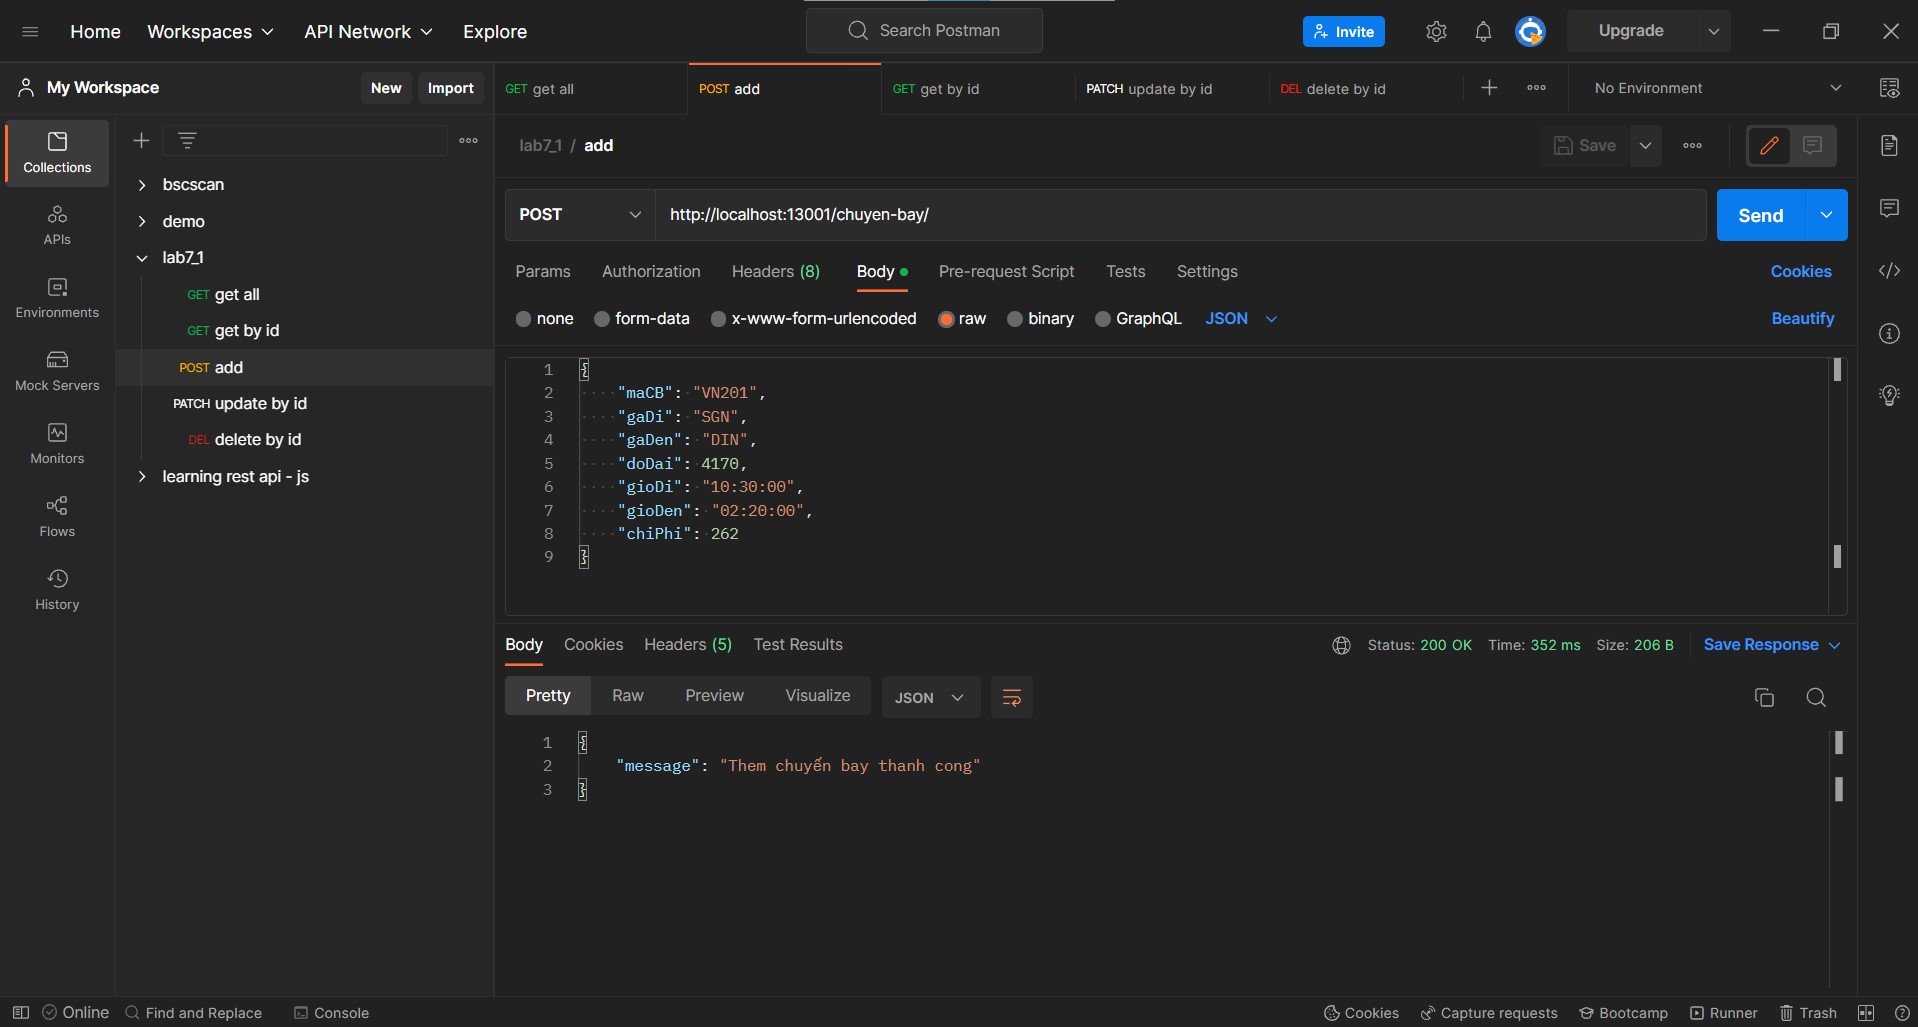 Home Workspaces API Network Explore Search Postman Invite Upgrade
My Workspace New Import
GET get all POST add GET get by id PATCH update by id DEL delete by id No Environment
Collections
APIs
Environments
Mock Servers
Monitors
Flows
History
bscscan
demo
lab7_1
GET get all
GET get by id
POST add
PATCH update by id
DEL delete by id
learning rest api - js
lab7_1 / add Save
POST http://localhost:13001/chuyen-bay/ Send
Params Authorization Headers (8) Body Pre-request Script Tests Settings Cookies
none form-data x-www-form-urlencoded raw binary GraphQL JSON Beautify
1 {
2 "maCB": "VN201",
3 "gaDi": "SGN",
4 "gaDen": "DIN",
5 "doDai": 4170,
6 "gioDi": "10:30:00",
7 "gioDen": "02:20:00",
8 "chiPhi": 262
9 }
Body Cookies Headers (5) Test Results Status: 200 OK Time: 352 ms Size: 206 B Save Response
Pretty Raw Preview Visualize JSON
1 {
2 "message": "Them chuyến bay thanh cong"
3 }
Online Find and Replace Console Cookies Capture requests Bootcamp Runner Trash